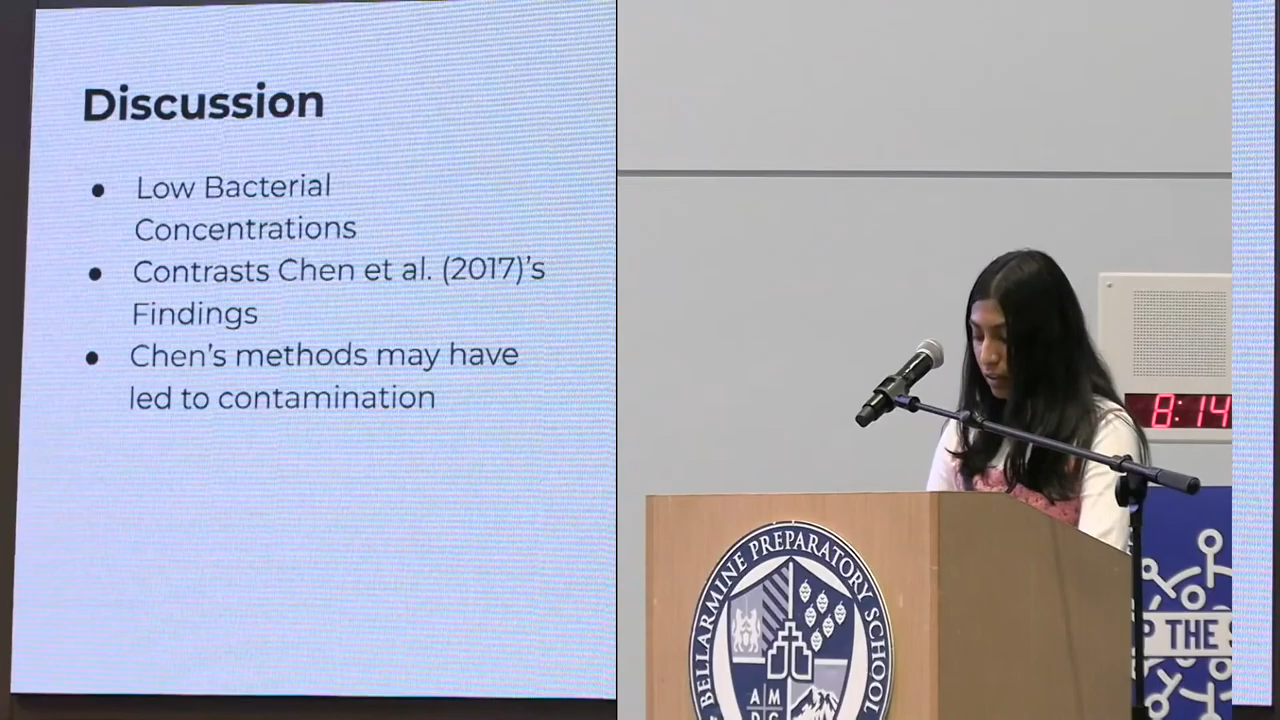 Discussion
● Low Bacterial
Concentrations
● Contrasts Chen et al. (2017)'s
Findings
● Chen's methods may have
led to contamination
8:14
BELLARMINE PREPARATORY SCHOOL
A M
P THE